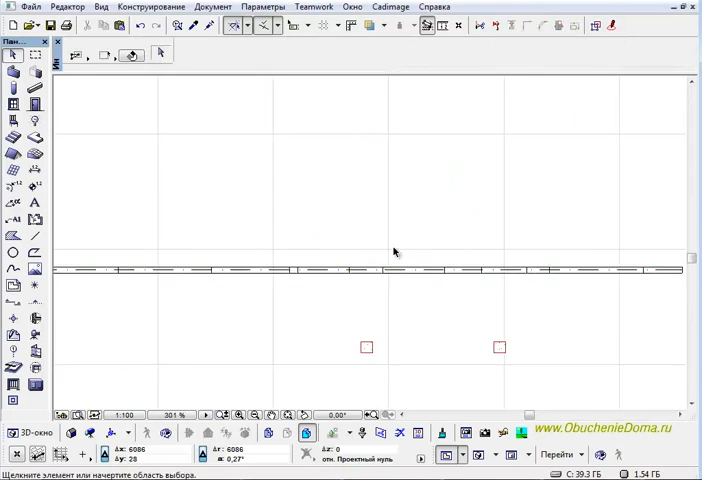 Файл Редактор Вид Конструирование Документ Параметры Teamwork Окно Cadimage Справка
Пан...
Ин
A
A1
1:100 301 % 0.00°
www.ObuchenieDoma.ru
3D-окно
Δx: 6086 Δr: 6086 Δz: 0
Δy: 28 α: 0,27° отн. Проектный нуль
Перейти
Щелкните элемент или начертите область выбора. C: 39.3 ГБ 1.54 ГБ